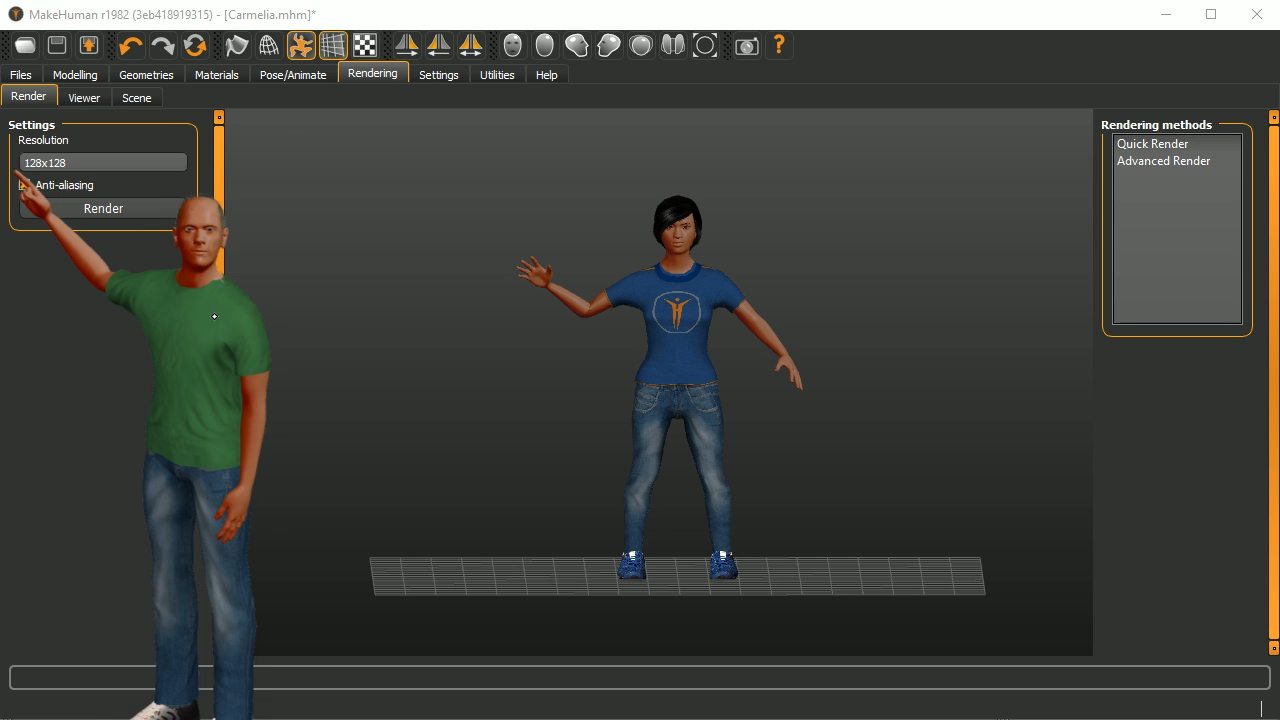 MakeHuman r1982 (3eb418919315) - [Carmelia.mhm]*
Files Modelling Geometries Materials Pose/Animate Rendering Settings Utilities Help
Render Viewer Scene
Settings
Resolution
128x128
Anti-aliasing
Render
Rendering methods
Quick Render
Advanced Render